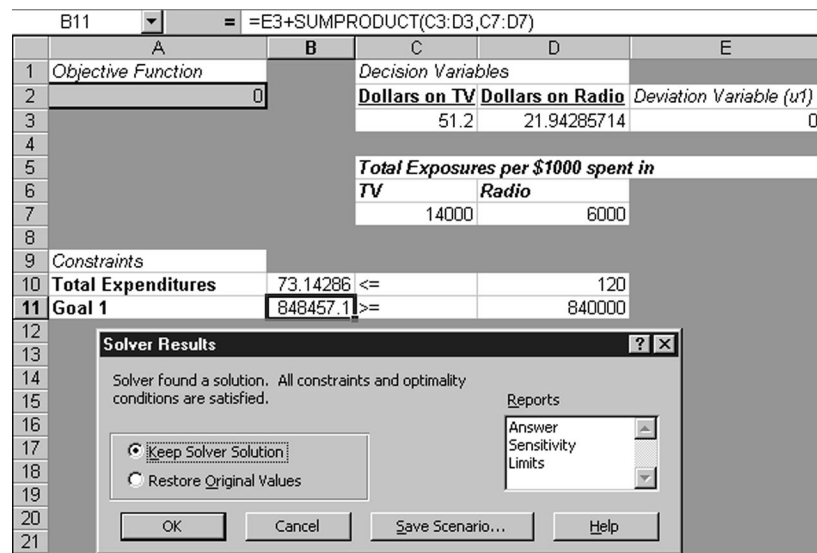 B11 = =E3+SUMPRODUCT(C3:D3,C7:D7)
A B C D E
1 Objective Function Decision Variables
2 0 Dollars on TV Dollars on Radio Deviation Variable (u1)
3 51.2 21.94285714 0
4
5 Total Exposures per $1000 spent in
6 TV Radio
7 14000 6000
8
9 Constraints
10 Total Expenditures 73.14286 <= 120
11 Goal 1 848457.1 >= 840000
12
13
14
15
16
17
18
19
20
21
Solver Results ? ×
Solver found a solution. All constraints and optimality
conditions are satisfied.
Reports
Answer
Sensitivity
Limits
Keep Solver Solution
Restore Original Values
OK Cancel Save Scenario... Help